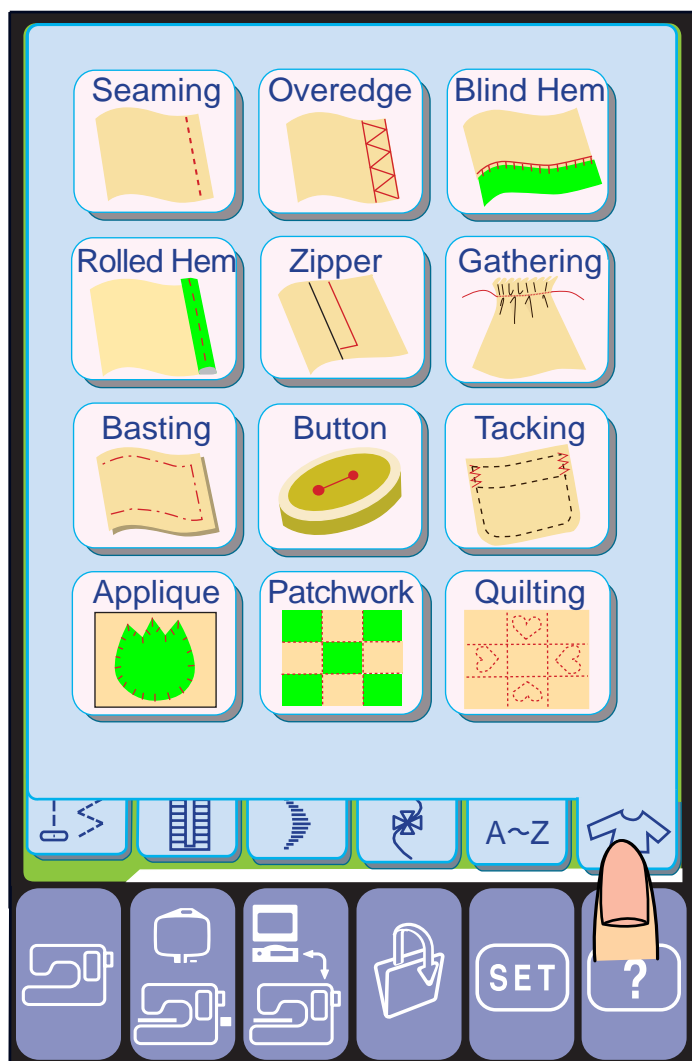 Seaming Overedge Blind Hem
Rolled Hem Zipper Gathering
Basting Button Tacking
Applique Patchwork Quilting
A~Z
SET ?